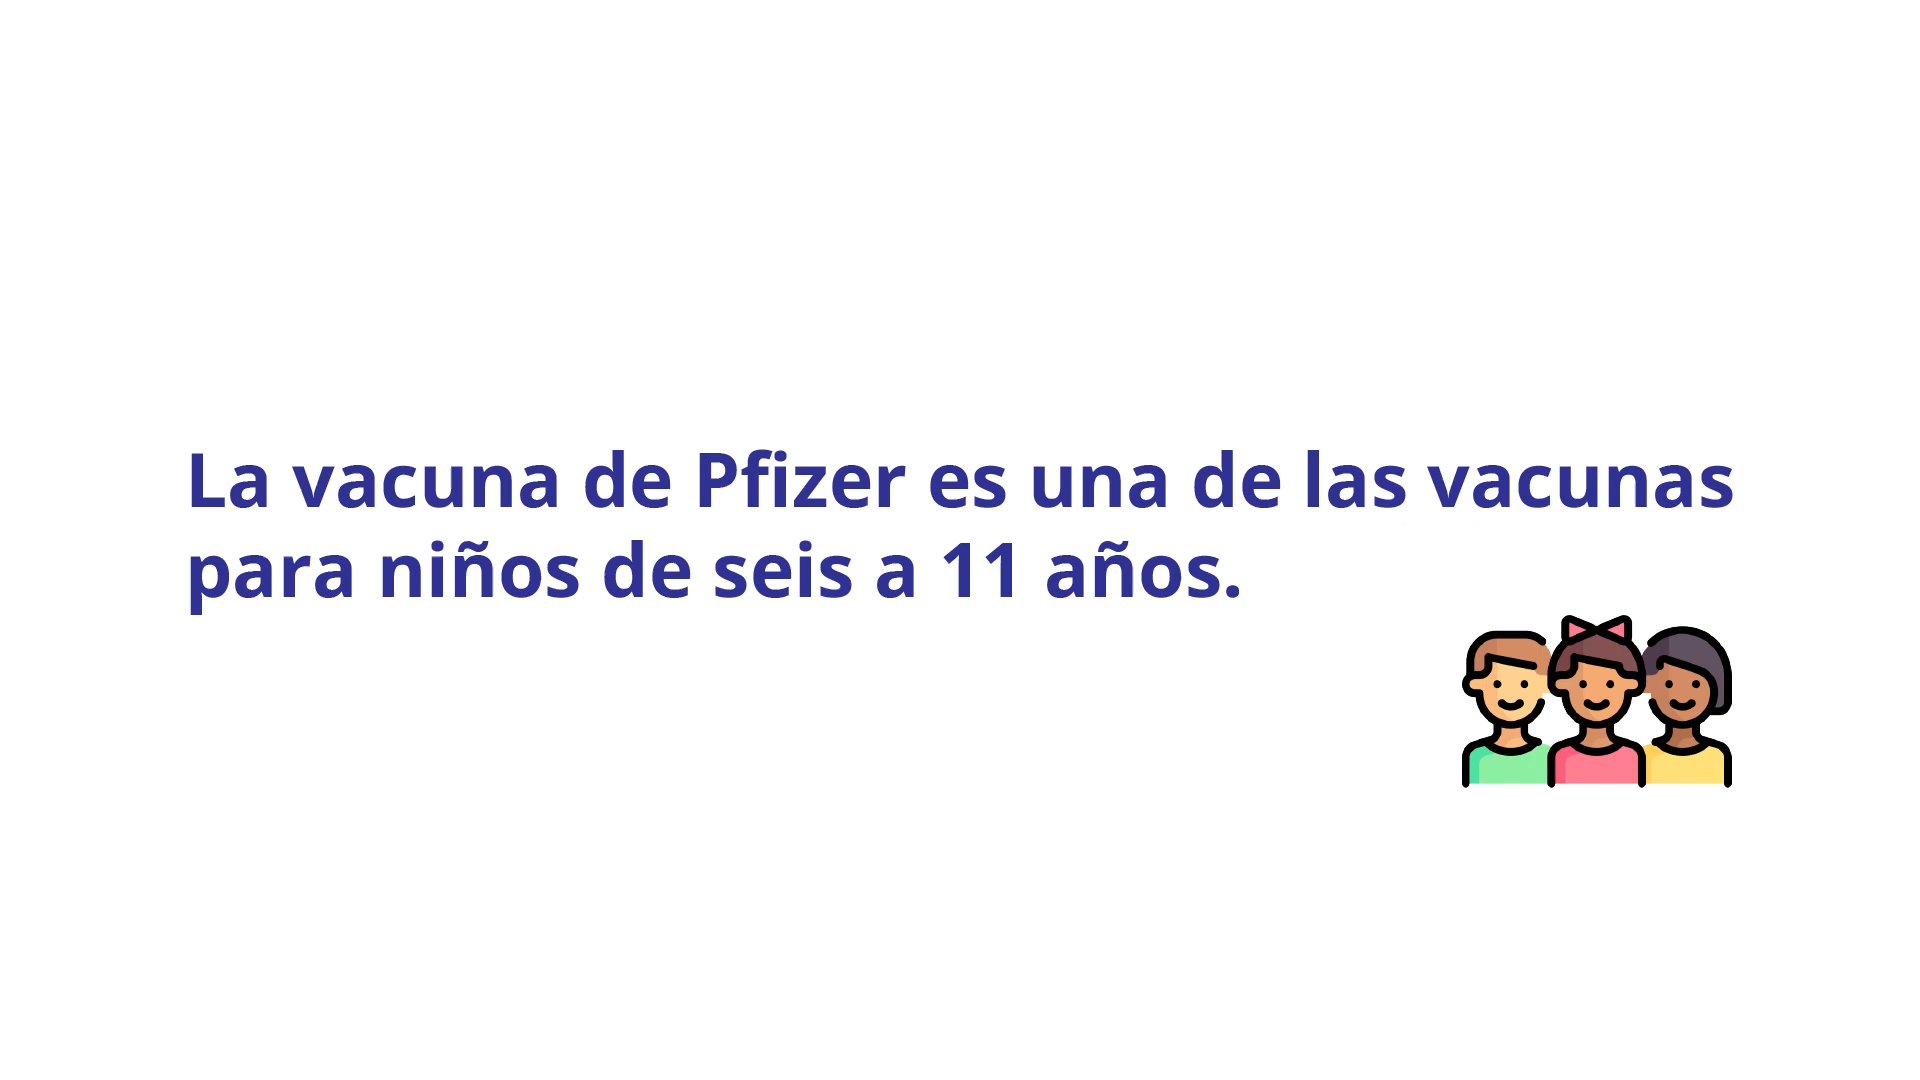 La vacuna de Pfizer es una de las vacunas
para niños de seis a 11 años.